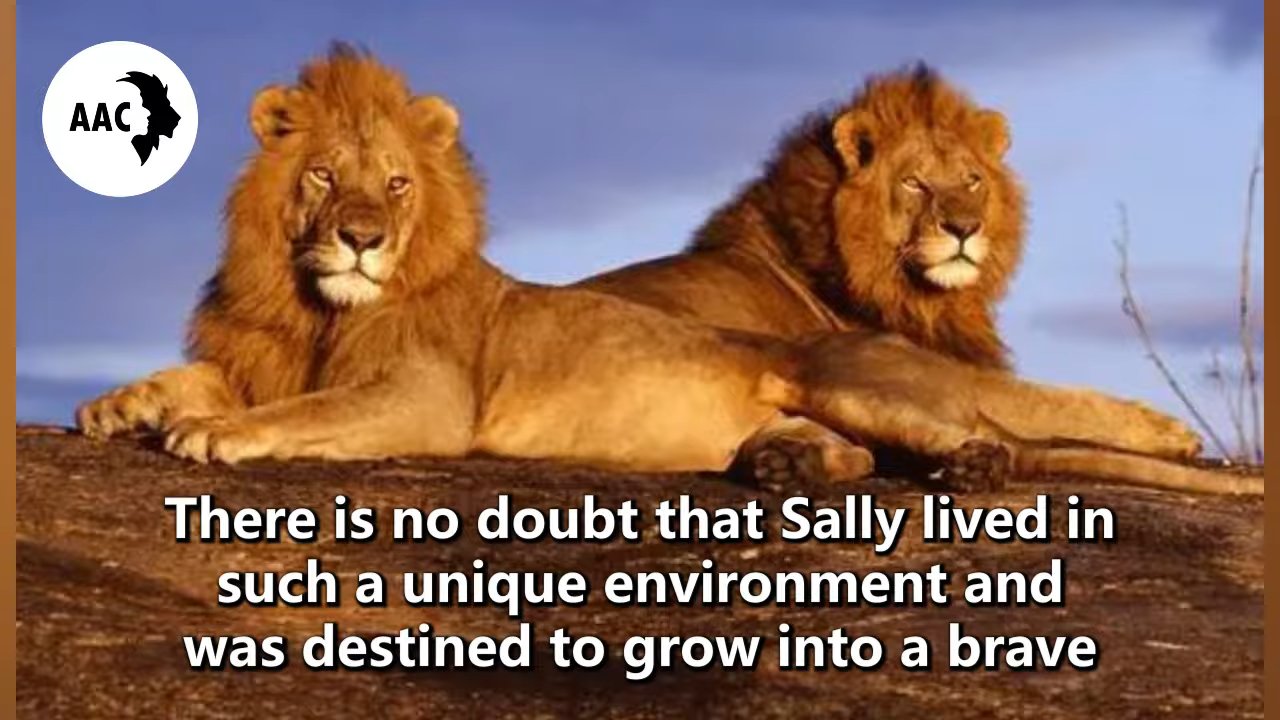 AAC
There is no doubt that Sally lived in
such a unique environment and
was destined to grow into a brave